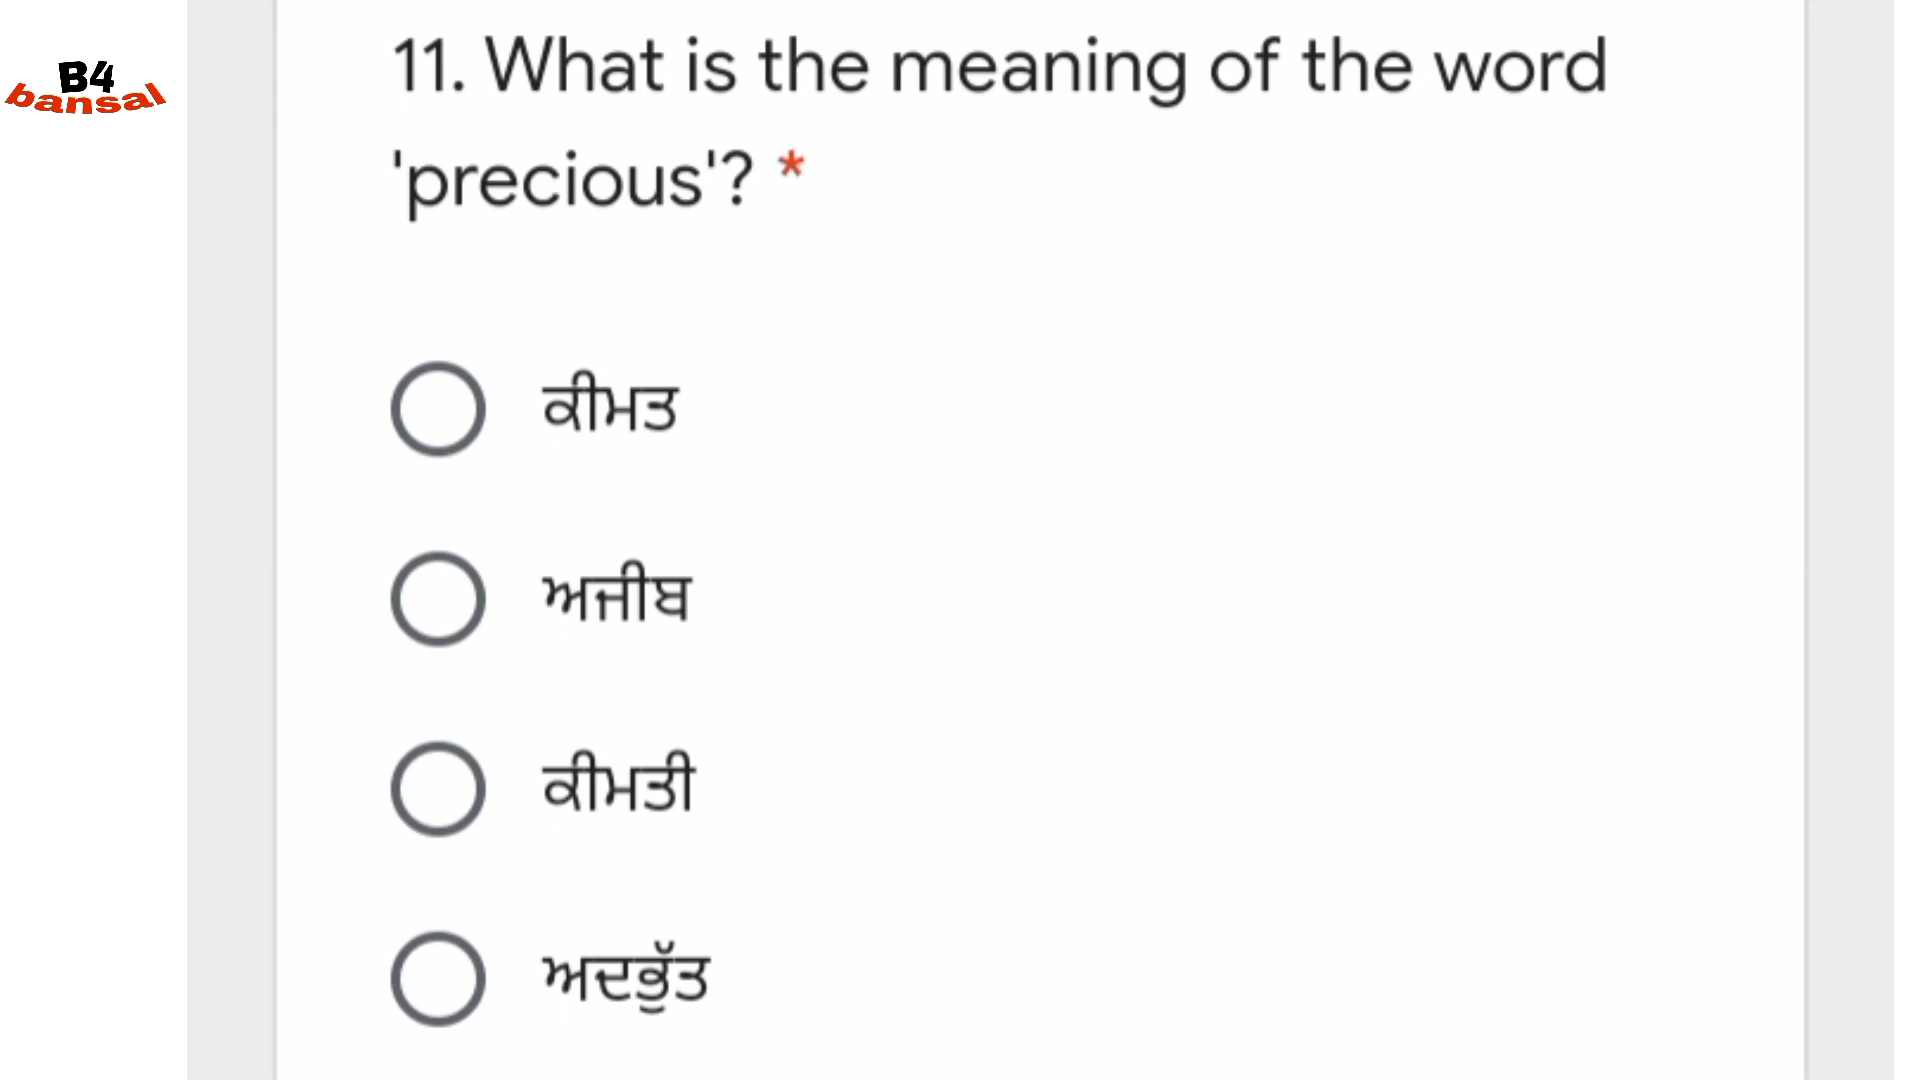 B4
bansal
11. What is the meaning of the word
'precious'? *
ਕੀਮਤ
ਅਜੀਬ
ਕੀਮਤੀ
ਅਦਭੁੱਤ